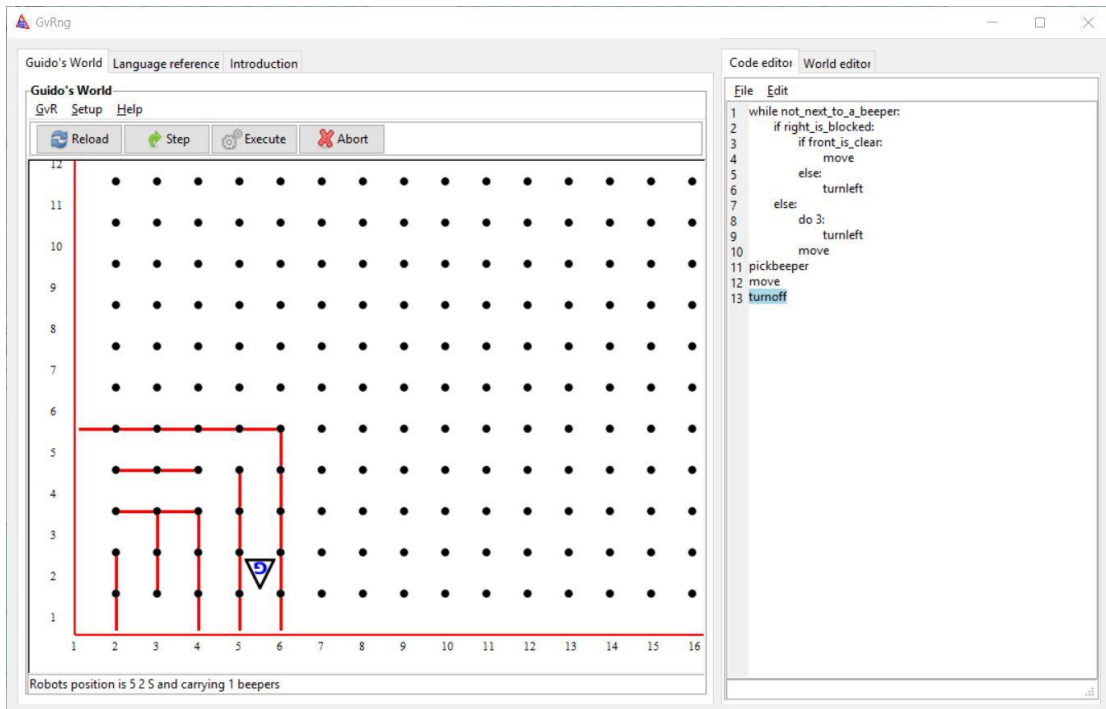 GvRng
Guido's World Language reference Introduction
Guido's World
GvR Setup Help
Reload Step Execute Abort
12
11
10
9
8
7
6
5
4
3
2
1
1 2 3 4 5 6 7 8 9 10 11 12 13 14 15 16
G
Robots position is 5 2 S and carrying 1 beepers
Code editor World editor
File Edit
1 while not_next_to_a_beeper:
2 if right_is_blocked:
3 if front_is_clear:
4 move
5 else:
6 turnleft
7 else:
8 do 3:
9 turnleft
10 move
11 pickbeeper
12 move
13 turnoff